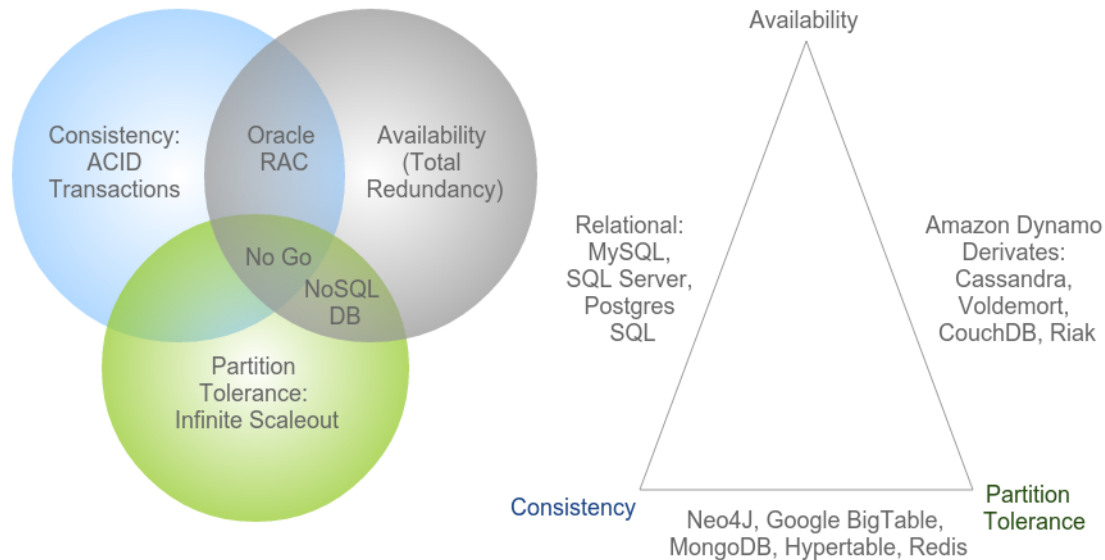 Consistency:
ACID
Transactions
Oracle
RAC
Availability
(Total
Redundancy)
No Go
NoSQL
DB
Partition
Tolerance:
Infinite Scaleout
Availability
Relational:
MySQL,
SQL Server,
Postgres
SQL
Amazon Dynamo
Derivates:
Cassandra,
Voldemort,
CouchDB, Riak
Consistency
Partition
Tolerance
Neo4J, Google BigTable,
MongoDB, Hypertable, Redis